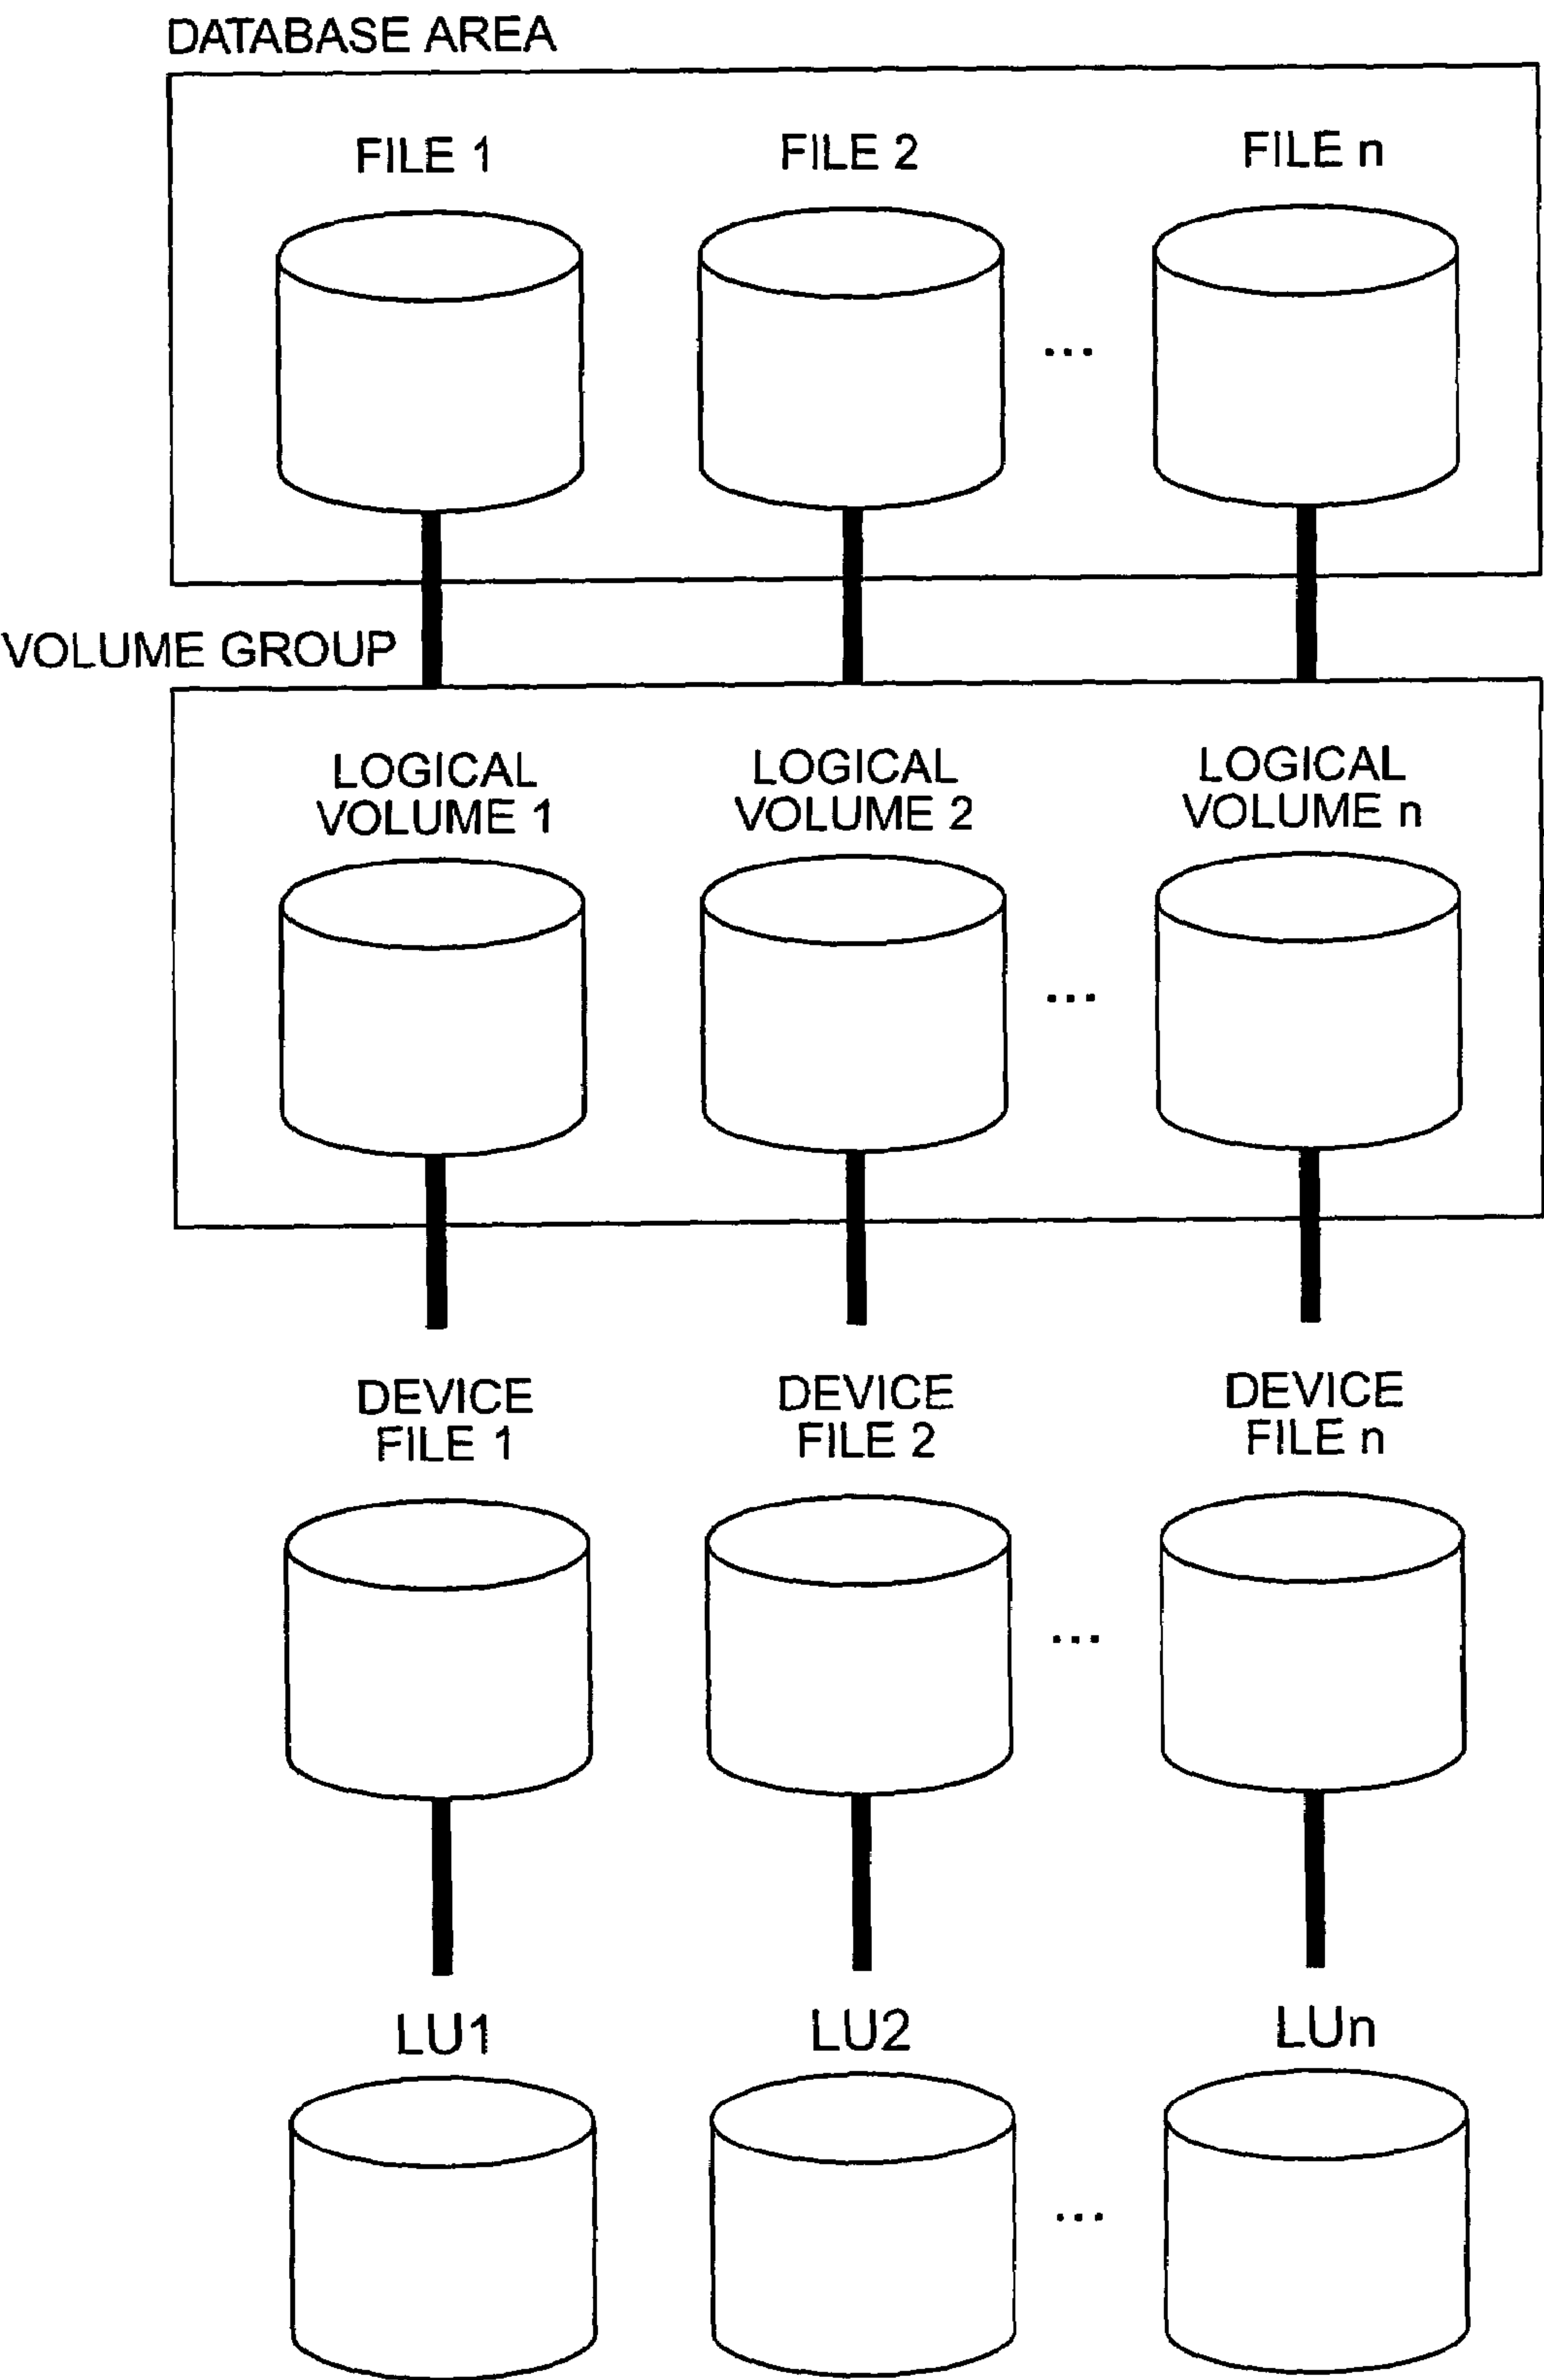 DATABASE AREA
FILE 1
FILE 2
FILE n
...
VOLUME GROUP
LOGICAL
VOLUME 1
LOGICAL
VOLUME 2
LOGICAL
VOLUME n
...
DEVICE
FILE 1
DEVICE
FILE 2
DEVICE
FILE n
...
LU1
LU2
LUn
...